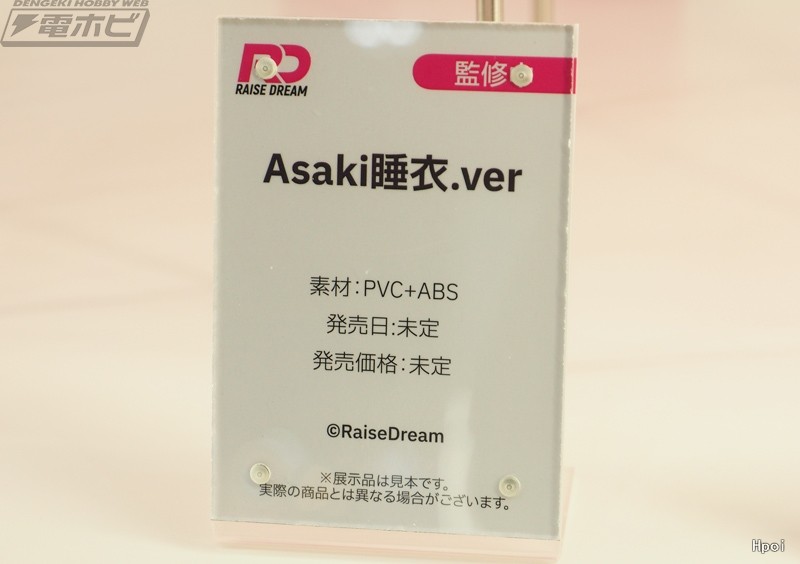 DENGEKI HOBBY WEB
電ホビ
RD
RAISE DREAM
監修中
Asaki睡衣.ver
素材:PVC+ABS
発売日:未定
発売価格:未定
©RaiseDream
※展示品は見本です。
実際の商品とは異なる場合がございます。
Hpoi